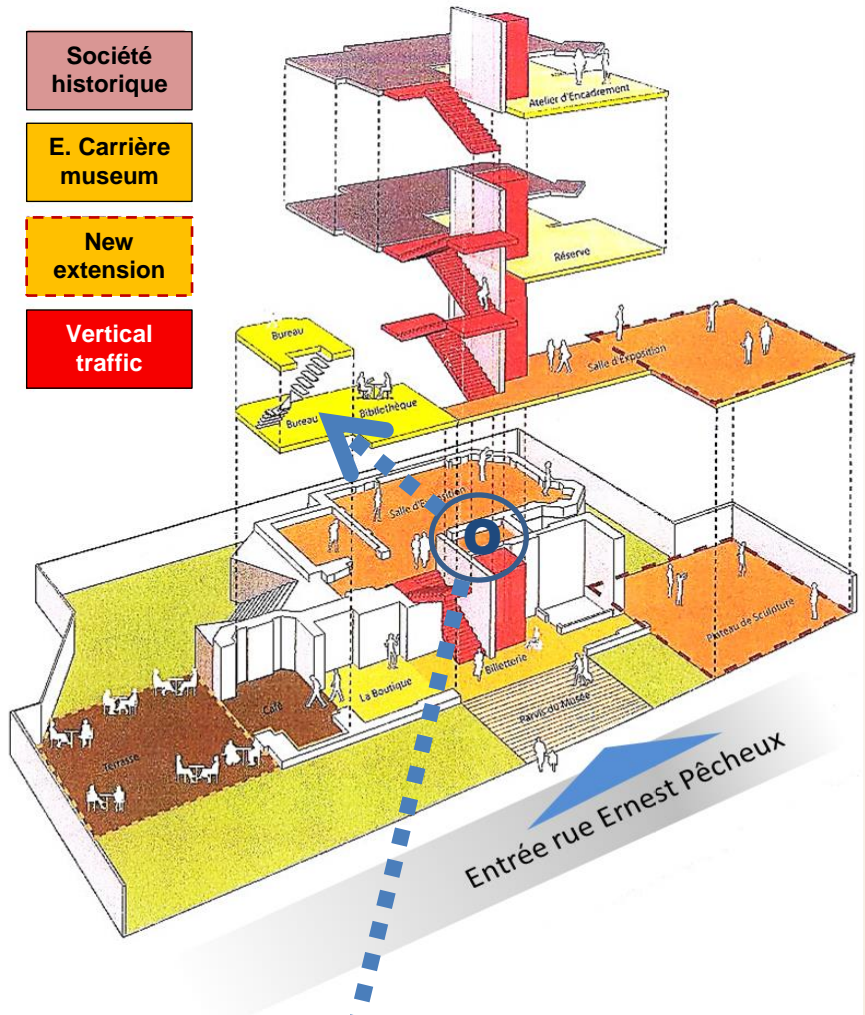 Société
historique
E. Carrière
museum
New
extension
Vertical
traffic
Atelier d'Encadrement
Réserve
Bureau
Salle d'Exposition
Bureau
Bibliothèque
Salle d'Exposition
O
Plateau de Sculpture
Billetterie
La Boutique
Parvis du Musée
Café
Terrasse
Entrée rue Ernest Pêcheux